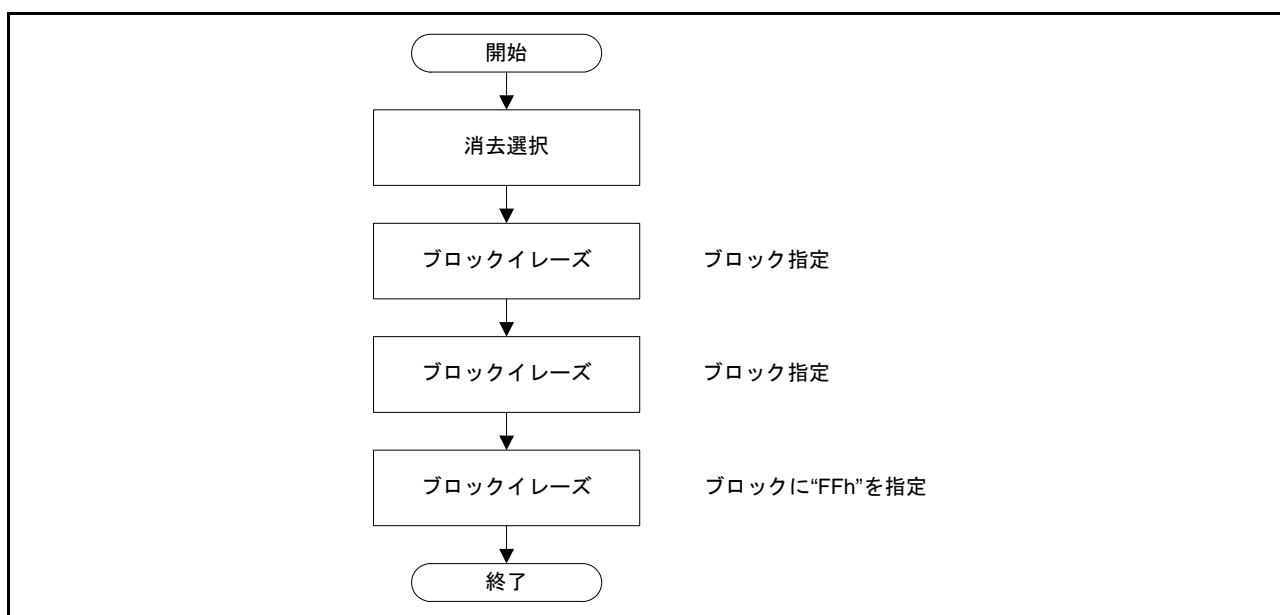 開始
消去選択
ブロックイレーズ ブロック指定
ブロックイレーズ ブロック指定
ブロックイレーズ ブロックに“FFh”を指定
終了